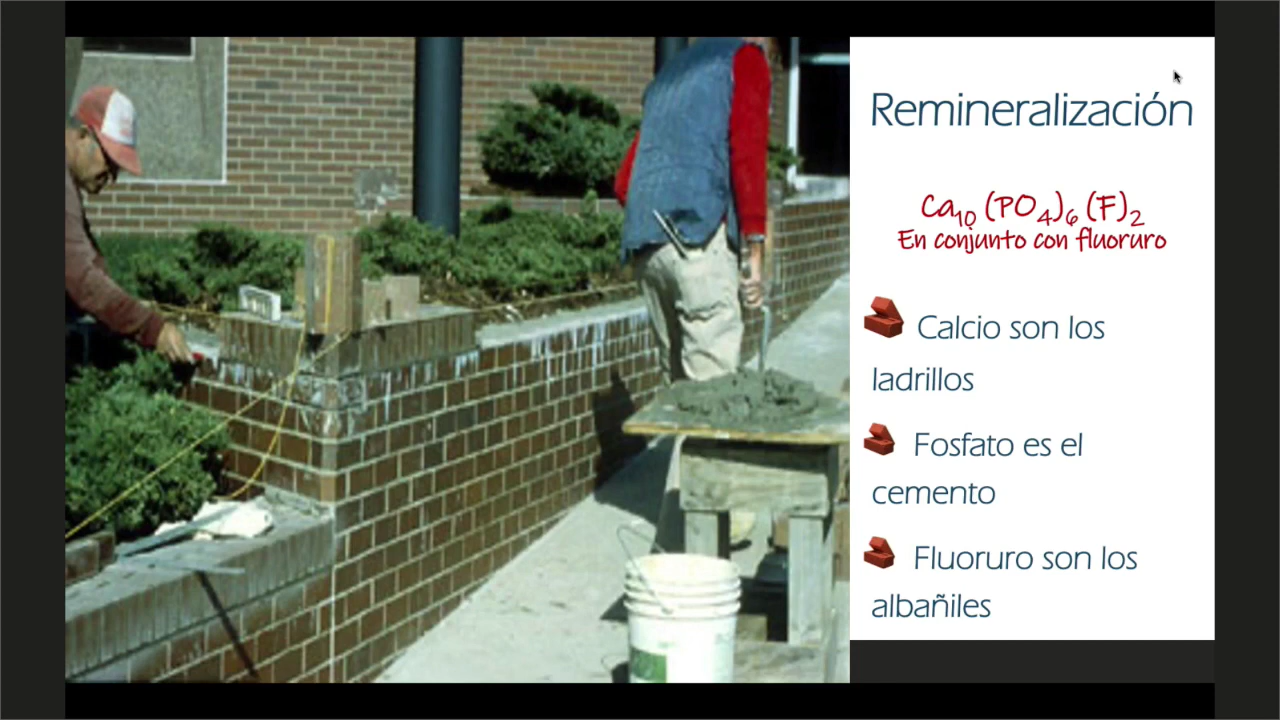 Remineralización
Ca₁₀ (PO₄)₆ (F)₂
En conjunto con fluoruro
Calcio son los
ladrillos
Fosfato es el
cemento
Fluoruro son los
albañiles